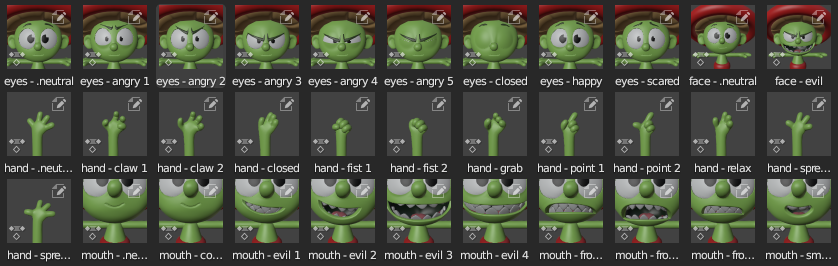 eyes - .neutral eyes - angry 1 eyes - angry 2 eyes - angry 3 eyes - angry 4 eyes - angry 5 eyes - closed eyes - happy eyes - scared face - .neutral face - evil
hand - .neut... hand - claw 1 hand - claw 2 hand - closed hand - fist 1 hand - fist 2 hand - grab hand - point 1 hand - point 2 hand - relax hand - spre...
hand - spre... mouth - .ne... mouth - co... mouth - evil 1 mouth - evil 2 mouth - evil 3 mouth - evil 4 mouth - fro... mouth - fro... mouth - fro... mouth - sm...